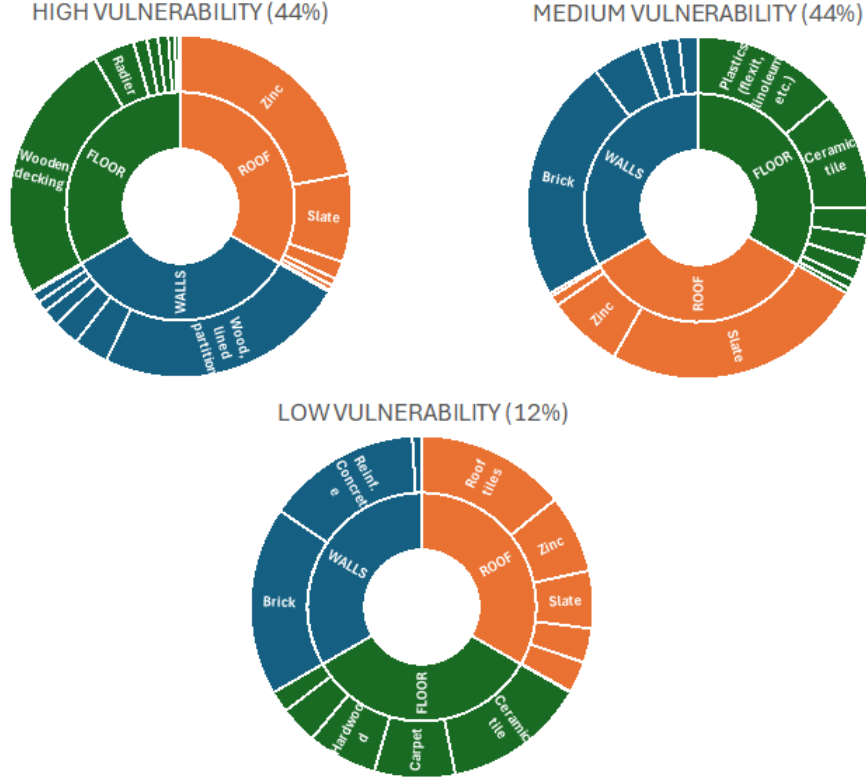 HIGH VULNERABILITY (44%)
Radier
Zinc
Wooden
decking
FLOOR
ROOF
Slate
WALLS
Wood,
lined
partition
MEDIUM VULNERABILITY (44%)
Plastics
(flexit,
linoleum
etc.)
WALLS
FLOOR
Ceramic
tile
Brick
ROOF
Zinc
Slate
LOW VULNERABILITY (12%)
Reinf.
Concret
e
Roof
tiles
WALLS
ROOF
Zinc
Brick
Slate
FLOOR
Hardwoo
d
Carpet
Ceramic
tile